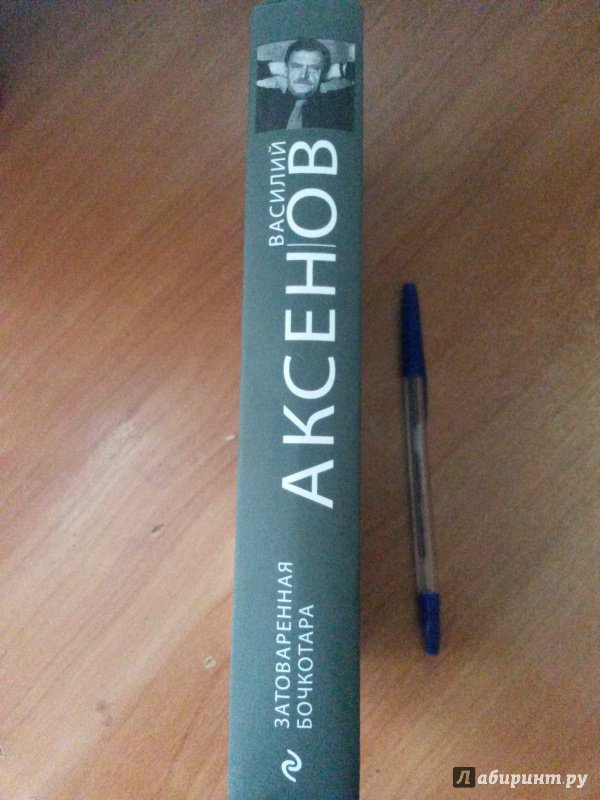 ВАСИЛИЙ
АКСЕНОВ
ЗАТОВАРЕННАЯ
БОЧКОТАРА
Лабиринт.ру